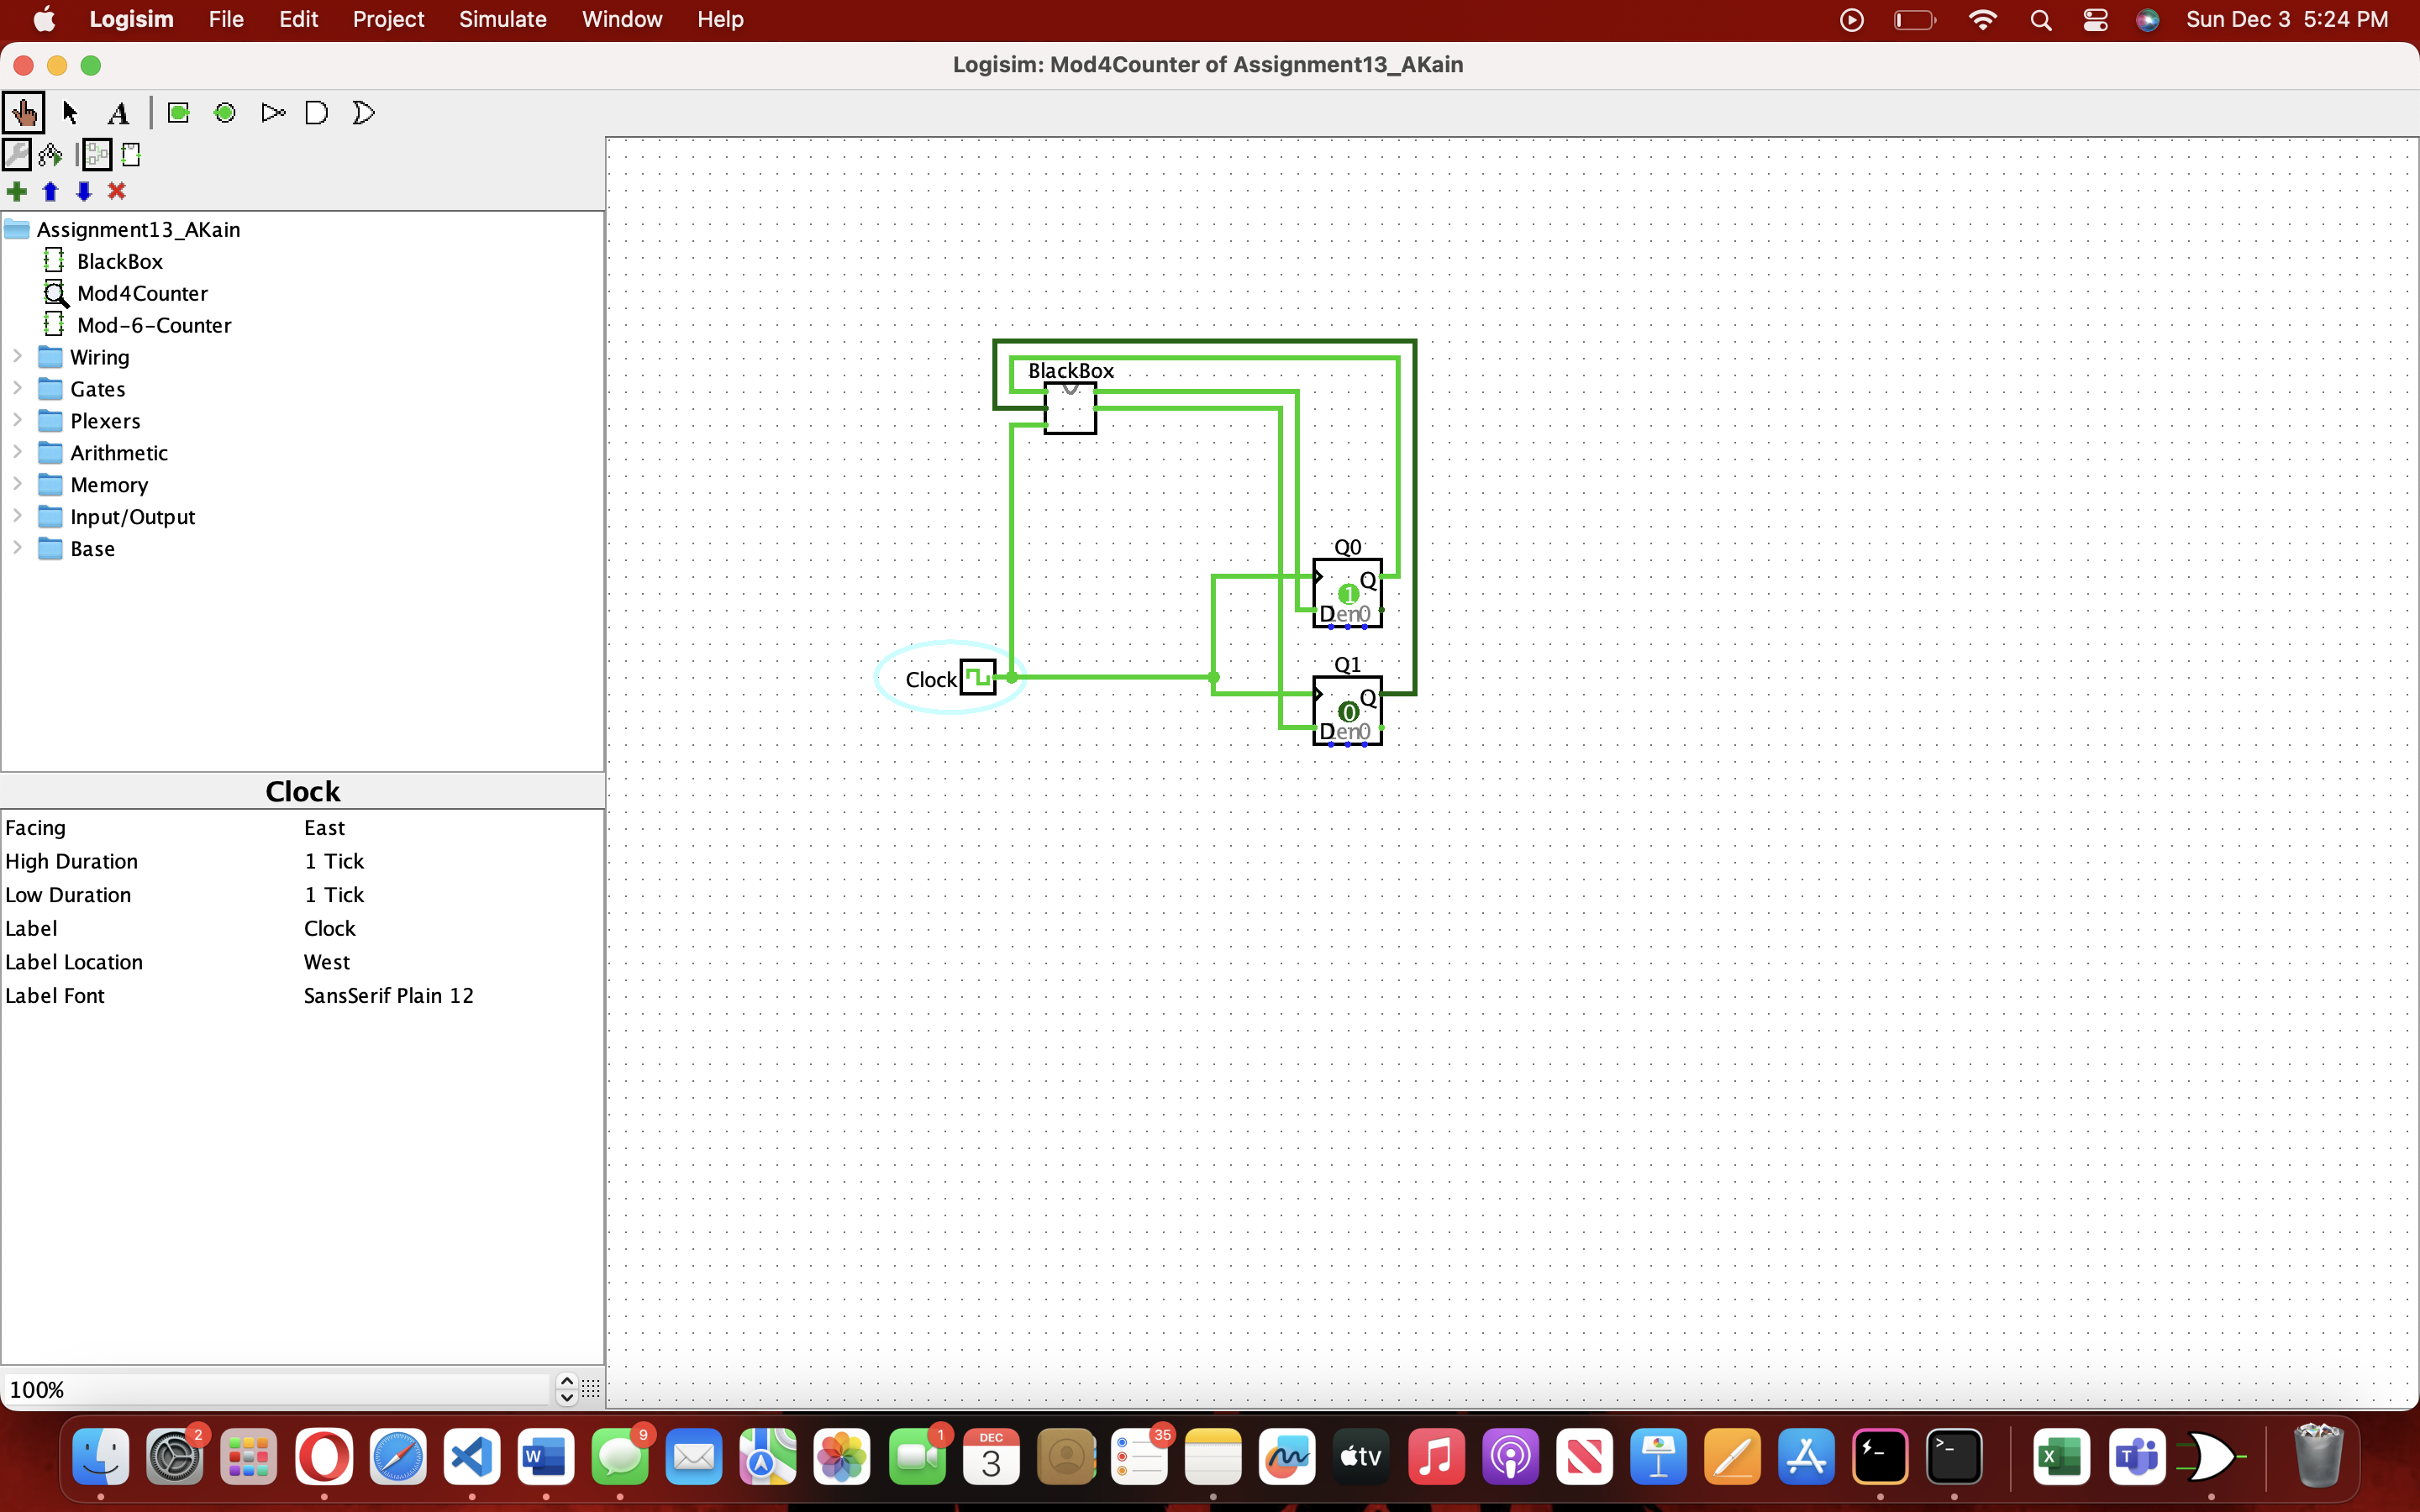 Logisim File Edit Project Simulate Window Help Sun Dec 3 5:24 PM
Logisim: Mod4Counter of Assignment13_AKain
A
Assignment13_AKain
BlackBox
Mod4Counter
Mod-6-Counter
Wiring
Gates
Plexers
Arithmetic
Memory
Input/Output
Base
Clock
Facing East
High Duration 1 Tick
Low Duration 1 Tick
Label Clock
Label Location West
Label Font SansSerif Plain 12
100%
BlackBox
Q0
Q
1
D en 0
Clock
Q1
Q
0
D en 0
2
W
9
1
DEC
3
35
tv
X
T